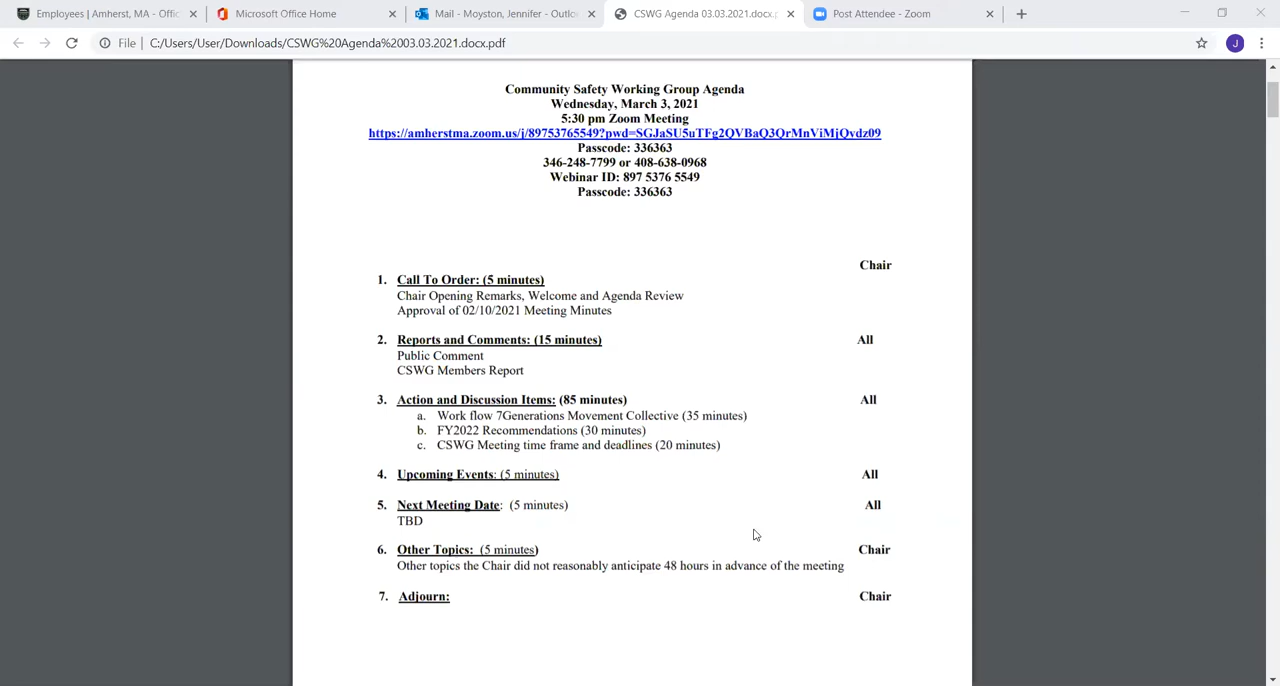 Employees | Amherst, MA - Offic
Microsoft Office Home
Mail - Moyston, Jennifer - Outlo
CSWG Agenda 03.03.2021.docx.p
Post Attendee - Zoom
File | C:/Users/User/Downloads/CSWG%20Agenda%2003.03.2021.docx.pdf
J
Community Safety Working Group Agenda
Wednesday, March 3, 2021
5:30 pm Zoom Meeting
https://amherstma.zoom.us/j/89753765549?pwd=SGJaSU5uTFg2QVBaQ3QrMnViMjQvdz09
Passcode: 336363
346-248-7799 or 408-638-0968
Webinar ID: 897 5376 5549
Passcode: 336363
Chair
1. Call To Order: (5 minutes)
Chair Opening Remarks, Welcome and Agenda Review
Approval of 02/10/2021 Meeting Minutes
2. Reports and Comments: (15 minutes) All
Public Comment
CSWG Members Report
3. Action and Discussion Items: (85 minutes) All
a. Work flow 7Generations Movement Collective (35 minutes)
b. FY2022 Recommendations (30 minutes)
c. CSWG Meeting time frame and deadlines (20 minutes)
4. Upcoming Events: (5 minutes) All
5. Next Meeting Date: (5 minutes) All
TBD
6. Other Topics: (5 minutes) Chair
Other topics the Chair did not reasonably anticipate 48 hours in advance of the meeting
7. Adjourn: Chair